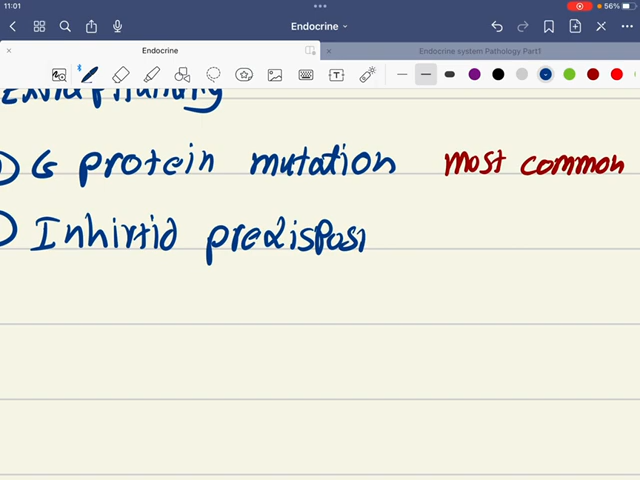 11:01
56%
Endocrine
Endocrine
Endocrine system Pathology Part1
G protein mutation most common
Inhirtid predisposi